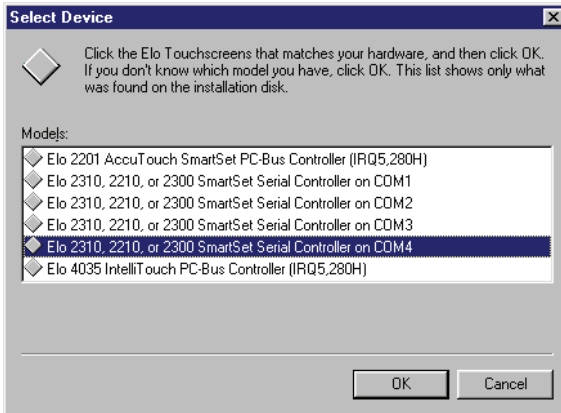 Select Device
Click the Elo Touchscreens that matches your hardware, and then click OK.
If you don't know which model you have, click OK. This list shows only what
was found on the installation disk.
Models:
Elo 2201 AccuTouch SmartSet PC-Bus Controller (IRQ5,280H)
Elo 2310, 2210, or 2300 SmartSet Serial Controller on COM1
Elo 2310, 2210, or 2300 SmartSet Serial Controller on COM2
Elo 2310, 2210, or 2300 SmartSet Serial Controller on COM3
Elo 2310, 2210, or 2300 SmartSet Serial Controller on COM4
Elo 4035 IntelliTouch PC-Bus Controller (IRQ5,280H)
OK Cancel